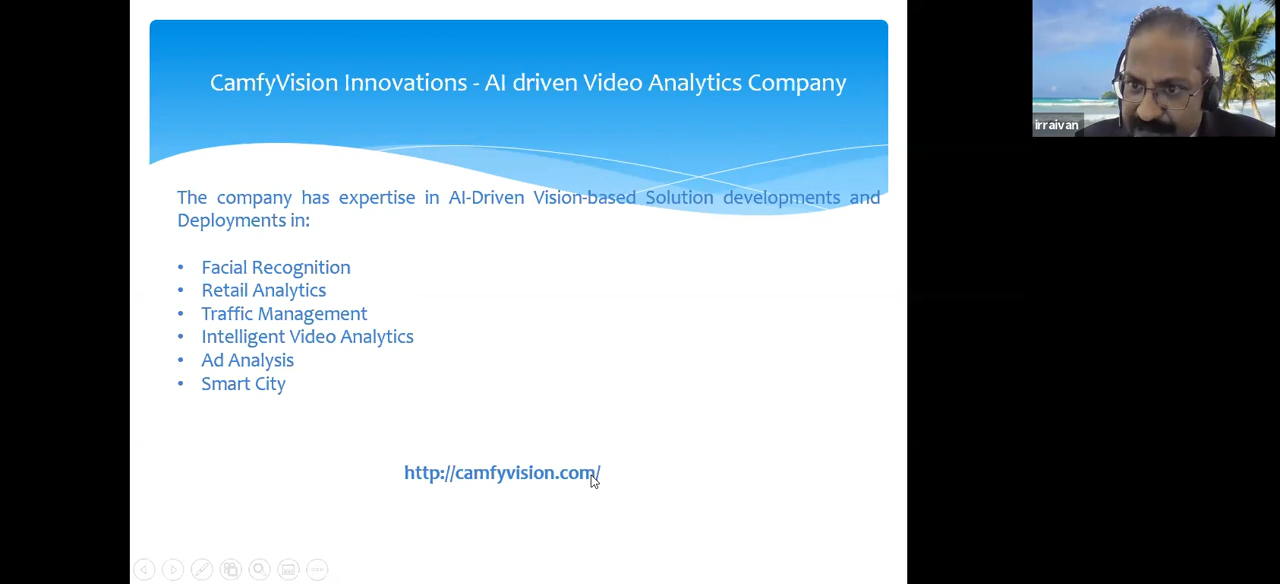 CamfyVision Innovations - AI driven Video Analytics Company
The company has expertise in AI-Driven Vision-based Solution developments and
Deployments in:
• Facial Recognition
• Retail Analytics
• Traffic Management
• Intelligent Video Analytics
• Ad Analysis
• Smart City
http://camfyvision.com/
irraivan